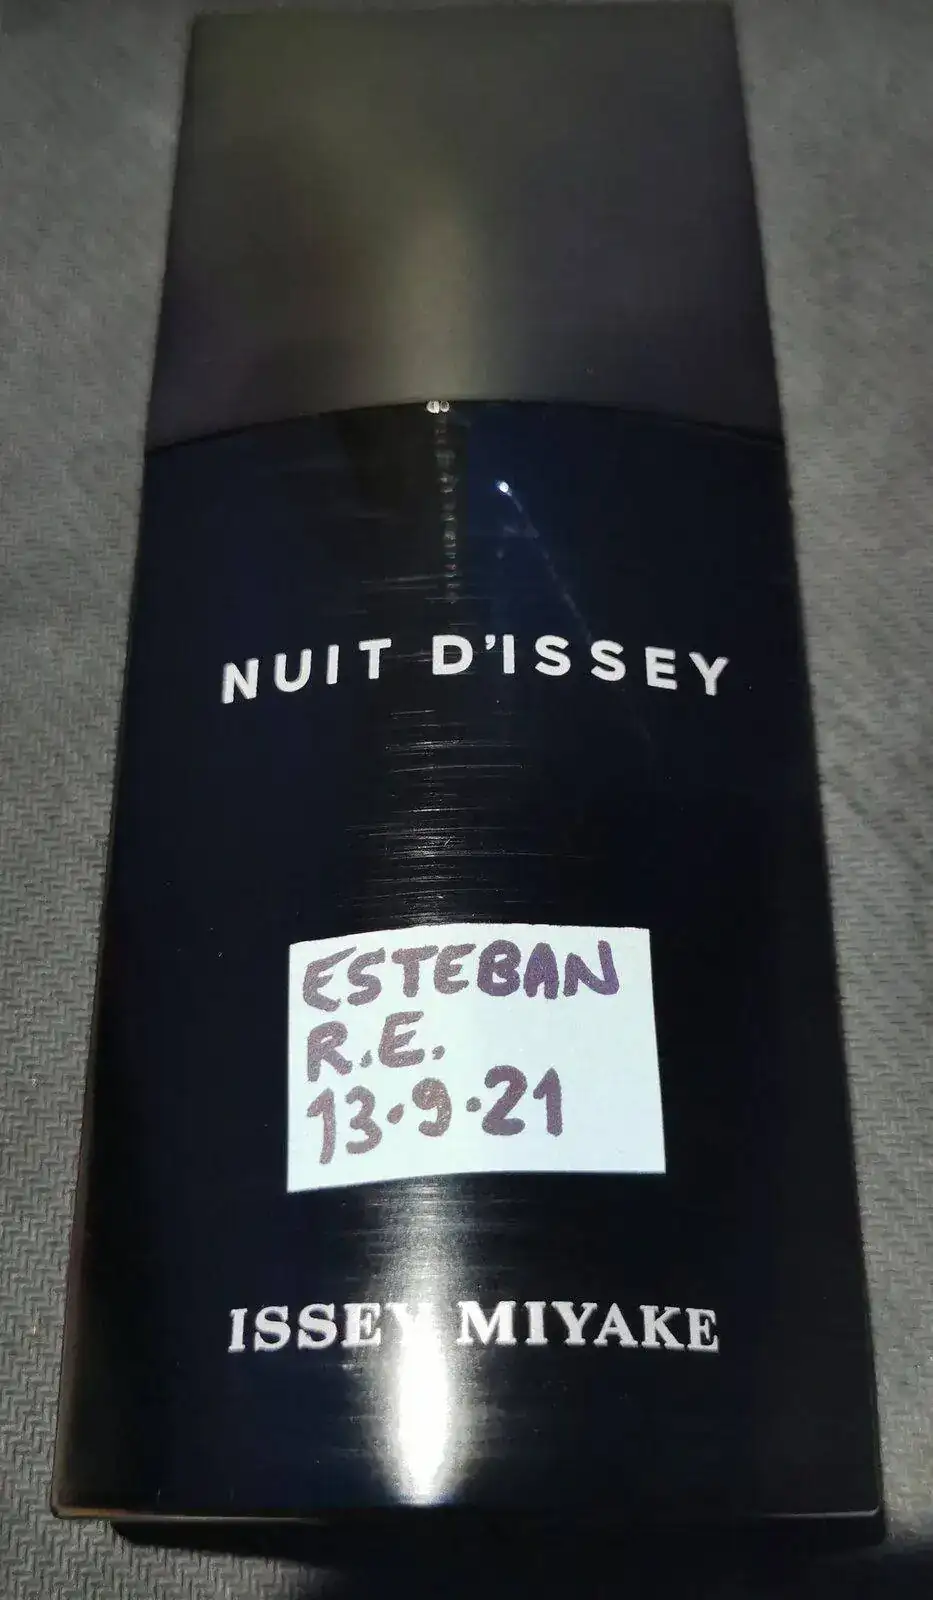 NUIT D'ISSEY
ESTEBAN
R.E.
13.9.21
ISSEY MIYAKE